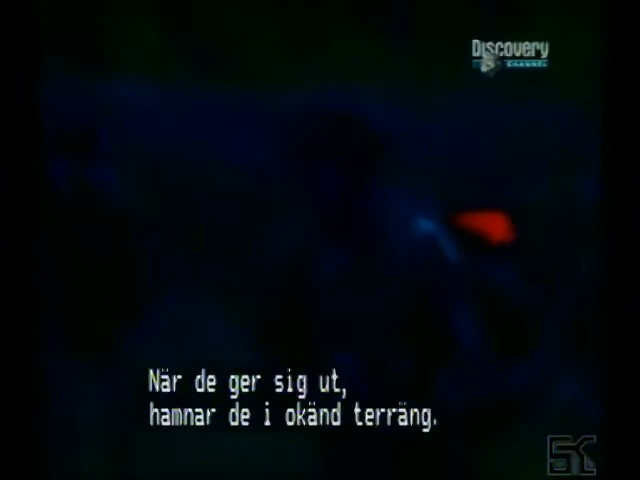 Discovery
CHANNEL
När de ger sig ut,
hamnar de i okänd terräng.